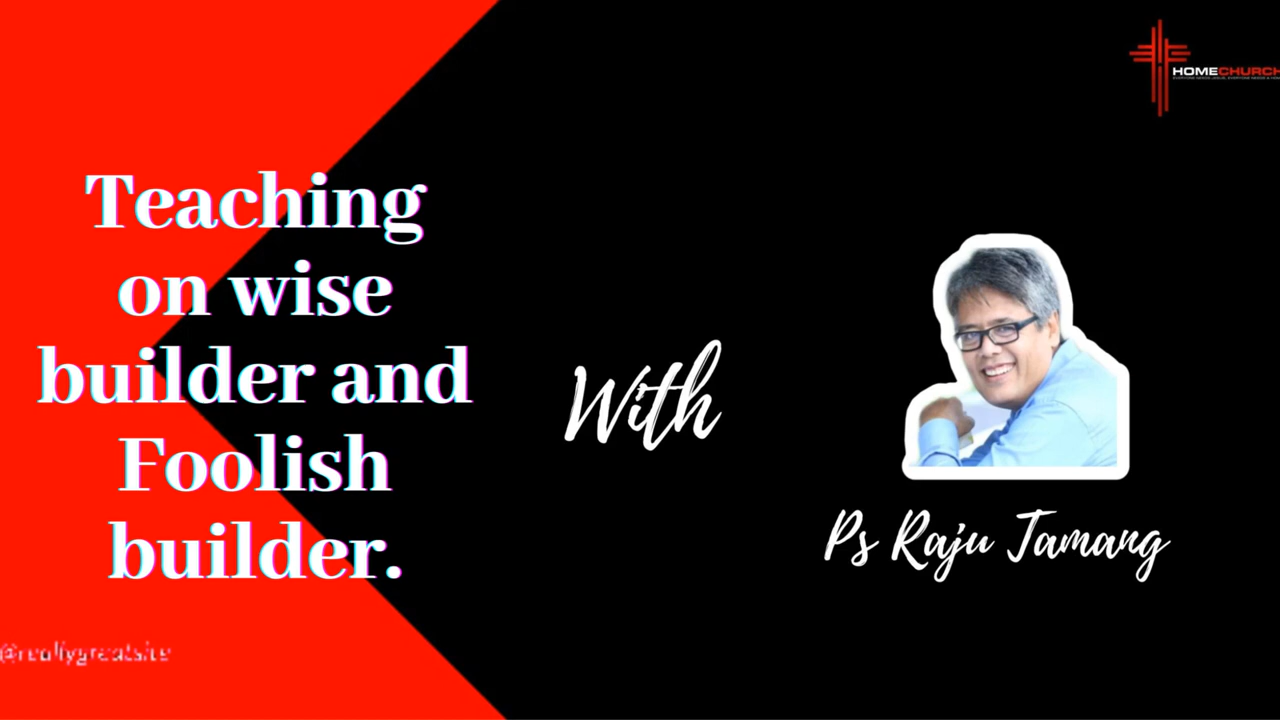 Teaching
on wise
builder and
Foolish
builder.
@reallygreatsite
With
Ps Raju Tamang
HOMECHURCH